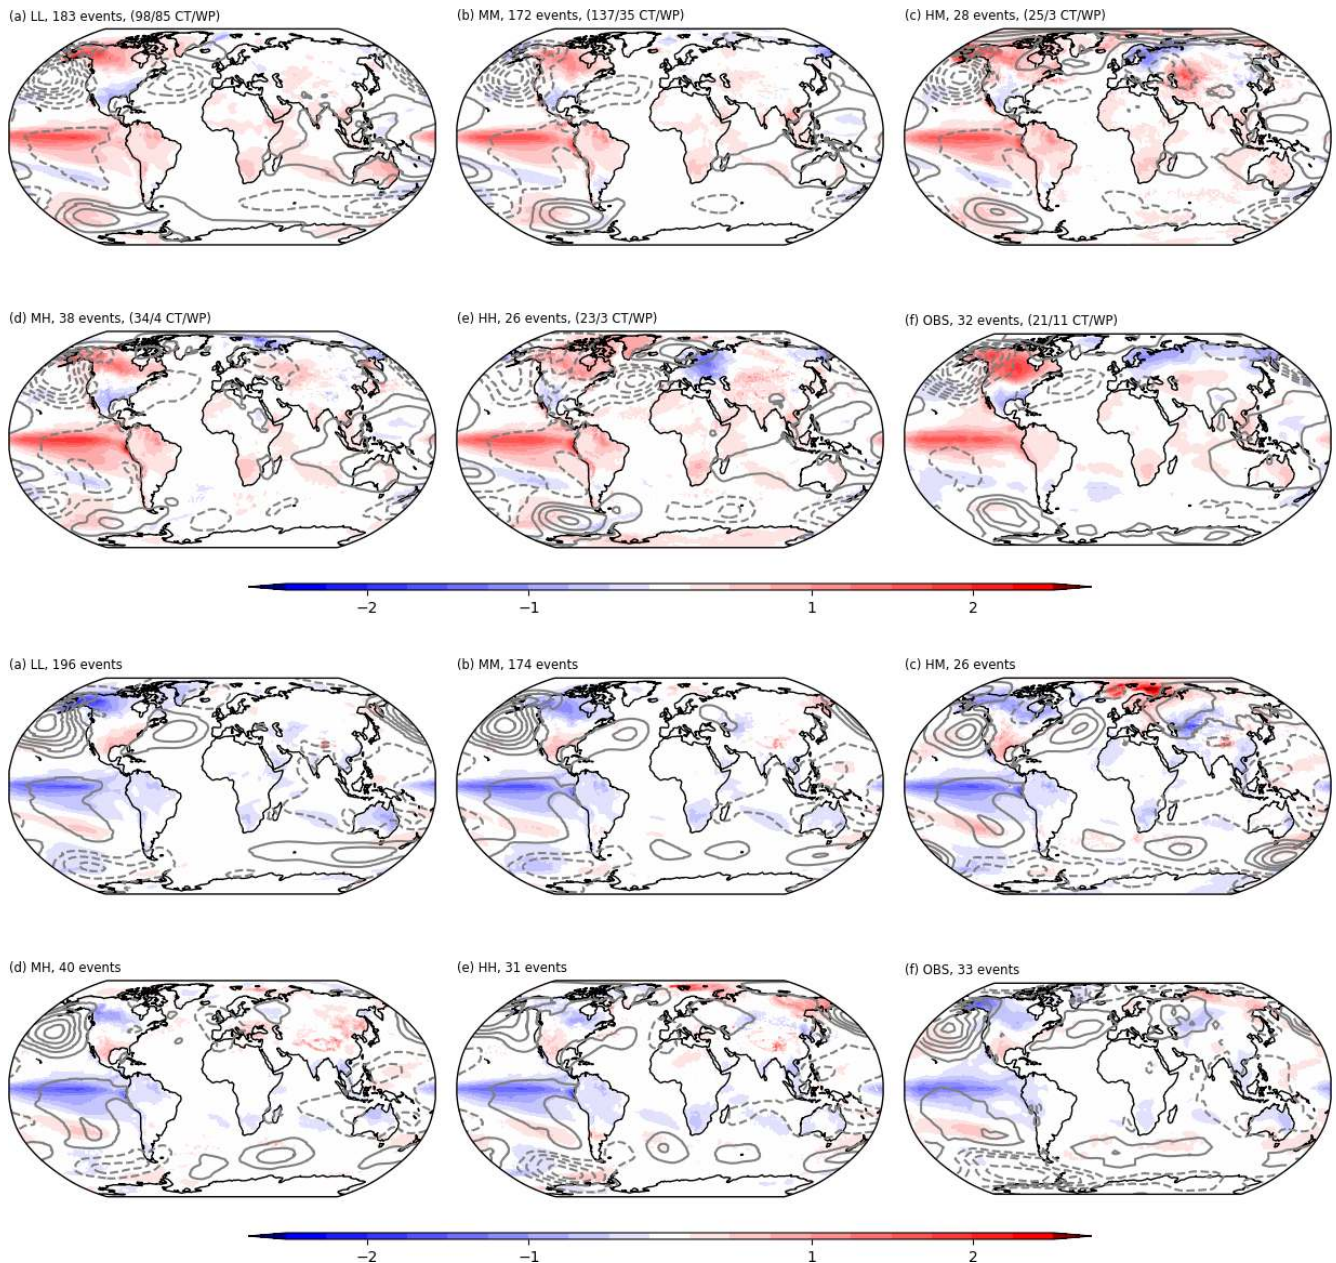 (a) LL, 183 events, (98/85 CT/WP)
(b) MM, 172 events, (137/35 CT/WP)
(c) HM, 28 events, (25/3 CT/WP)
(d) MH, 38 events, (34/4 CT/WP)
(e) HH, 26 events, (23/3 CT/WP)
(f) OBS, 32 events, (21/11 CT/WP)
−2 −1 1 2
(a) LL, 196 events
(b) MM, 174 events
(c) HM, 26 events
(d) MH, 40 events
(e) HH, 31 events
(f) OBS, 33 events
−2 −1 1 2